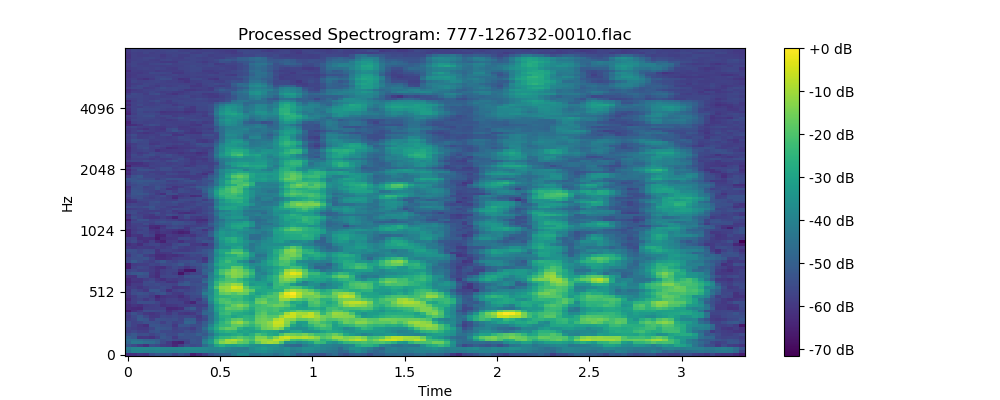 Processed Spectrogram: 777-126732-0010.flac
+0 dB
-10 dB
-20 dB
-30 dB
-40 dB
-50 dB
-60 dB
-70 dB
Hz
4096
2048
1024
512
0
0 0.5 1 1.5 2 2.5 3
Time